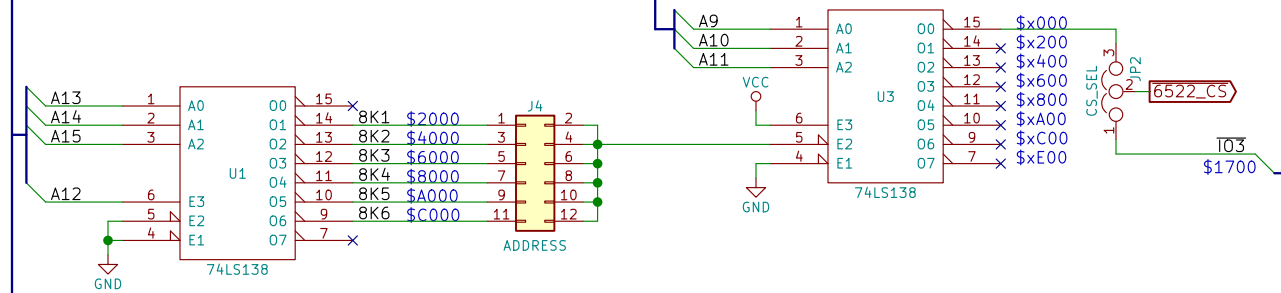 A13
A14
A15
A12
1
2
3
6
5
4
A0
A1
A2
E3
E2
E1
U1
O0
O1
O2
O3
O4
O5
O6
O7
15
14
13
12
11
10
9
7
74LS138
GND
8K1 $2000
8K2 $4000
8K3 $6000
8K4 $8000
8K5 $A000
8K6 $C000
J4
1 2
3 4
5 6
7 8
9 10
11 12
ADDRESS
A9
A10
A11
VCC
GND
1
2
3
6
5
4
A0
A1
A2
E3
E2
E1
U3
O0
O1
O2
O3
O4
O5
O6
O7
15
14
13
12
11
10
9
7
74LS138
$x000
$x200
$x400
$x600
$x800
$xA00
$xC00
$xE00
CS_SEL
3
2
1
JP2
6522_CS
IO3
$1700